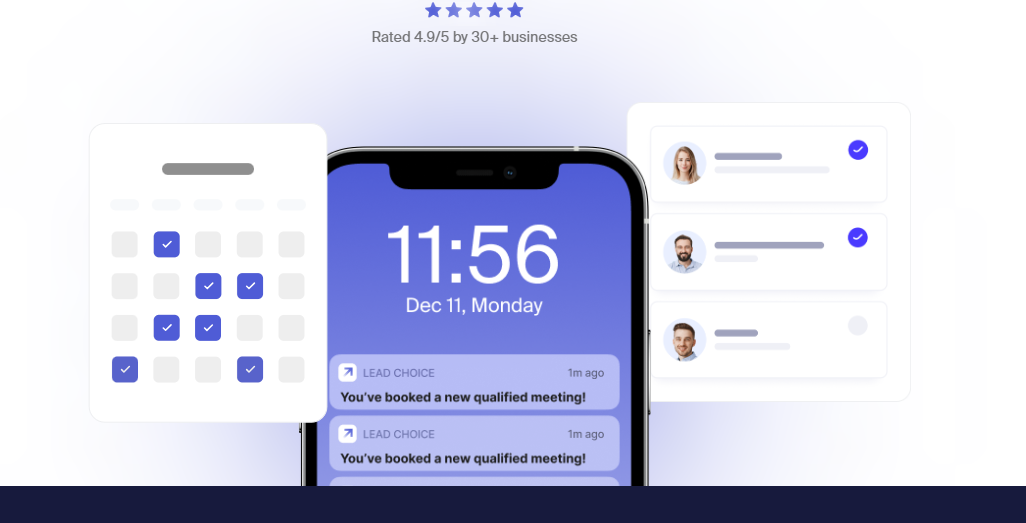 Rated 4.9/5 by 30+ businesses
11:56
Dec 11, Monday
LEAD CHOICE 1m ago
You've booked a new qualified meeting!
LEAD CHOICE 1m ago
You've booked a new qualified meeting!